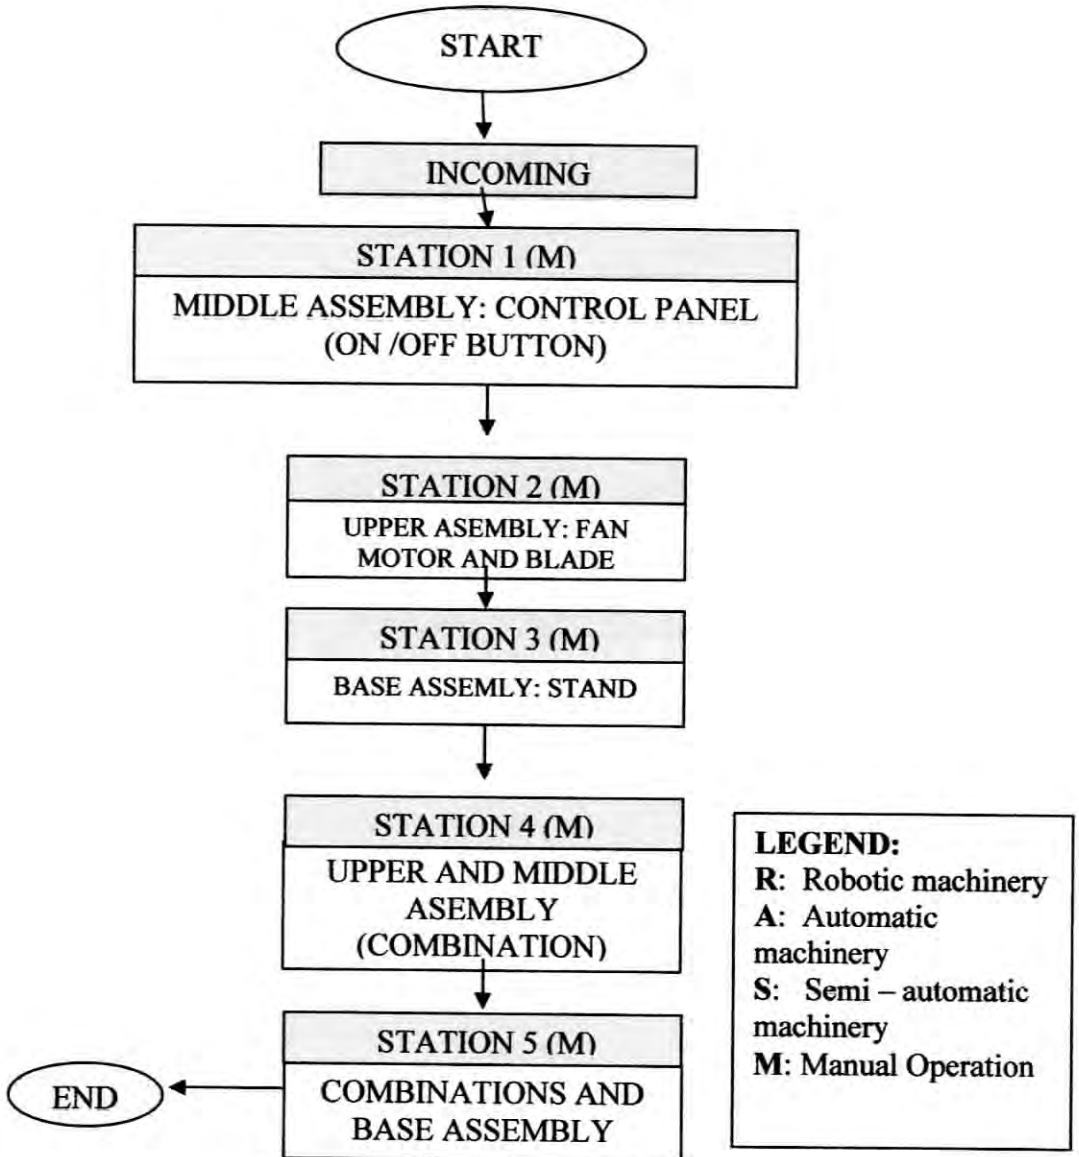 START
INCOMING
STATION 1 (M)
MIDDLE ASSEMBLY: CONTROL PANEL
(ON /OFF BUTTON)
STATION 2 (M)
UPPER ASEMBLY: FAN
MOTOR AND BLADE
STATION 3 (M)
BASE ASSEMLY: STAND
STATION 4 (M)
UPPER AND MIDDLE
ASEMBLY
(COMBINATION)
STATION 5 (M)
COMBINATIONS AND
BASE ASSEMBLY
END
LEGEND:
R: Robotic machinery
A: Automatic
machinery
S: Semi – automatic
machinery
M: Manual Operation